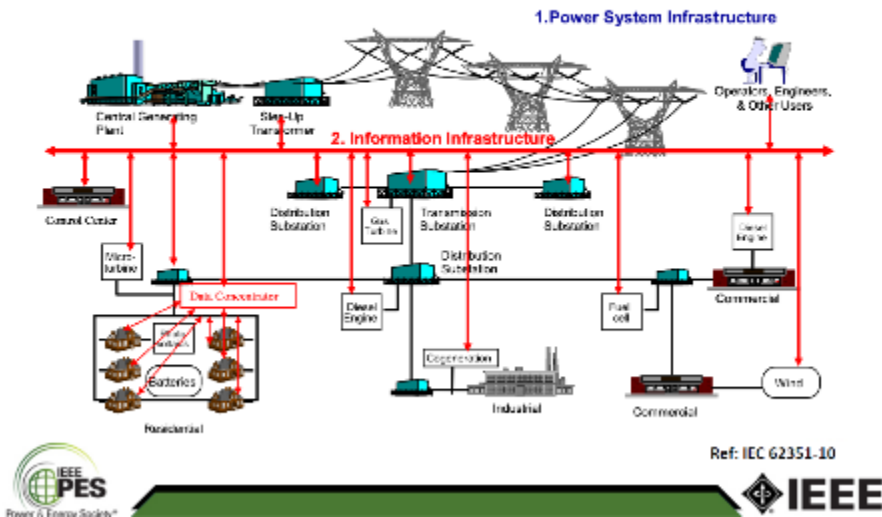 1.Power System Infrastructure
Central Generating
Plant
Step-Up
Transformer
Operators, Engineers,
& Other Users
2. Information Infrastructure
Control Center
Distribution
Substation
Gas
Turbine
Transmission
Substation
Distribution
Substation
Diesel
Engine
Micro-
turbine
Distribution
Substation
Commercial
Data Concentrator
Diesel
Engine
Fuel
cell
Cogeneration
Batteries
Wind
Residential
Industrial
Commercial
Ref: IEC 62351-10
IEEE
PES
Power & Energy Society®
IEEE